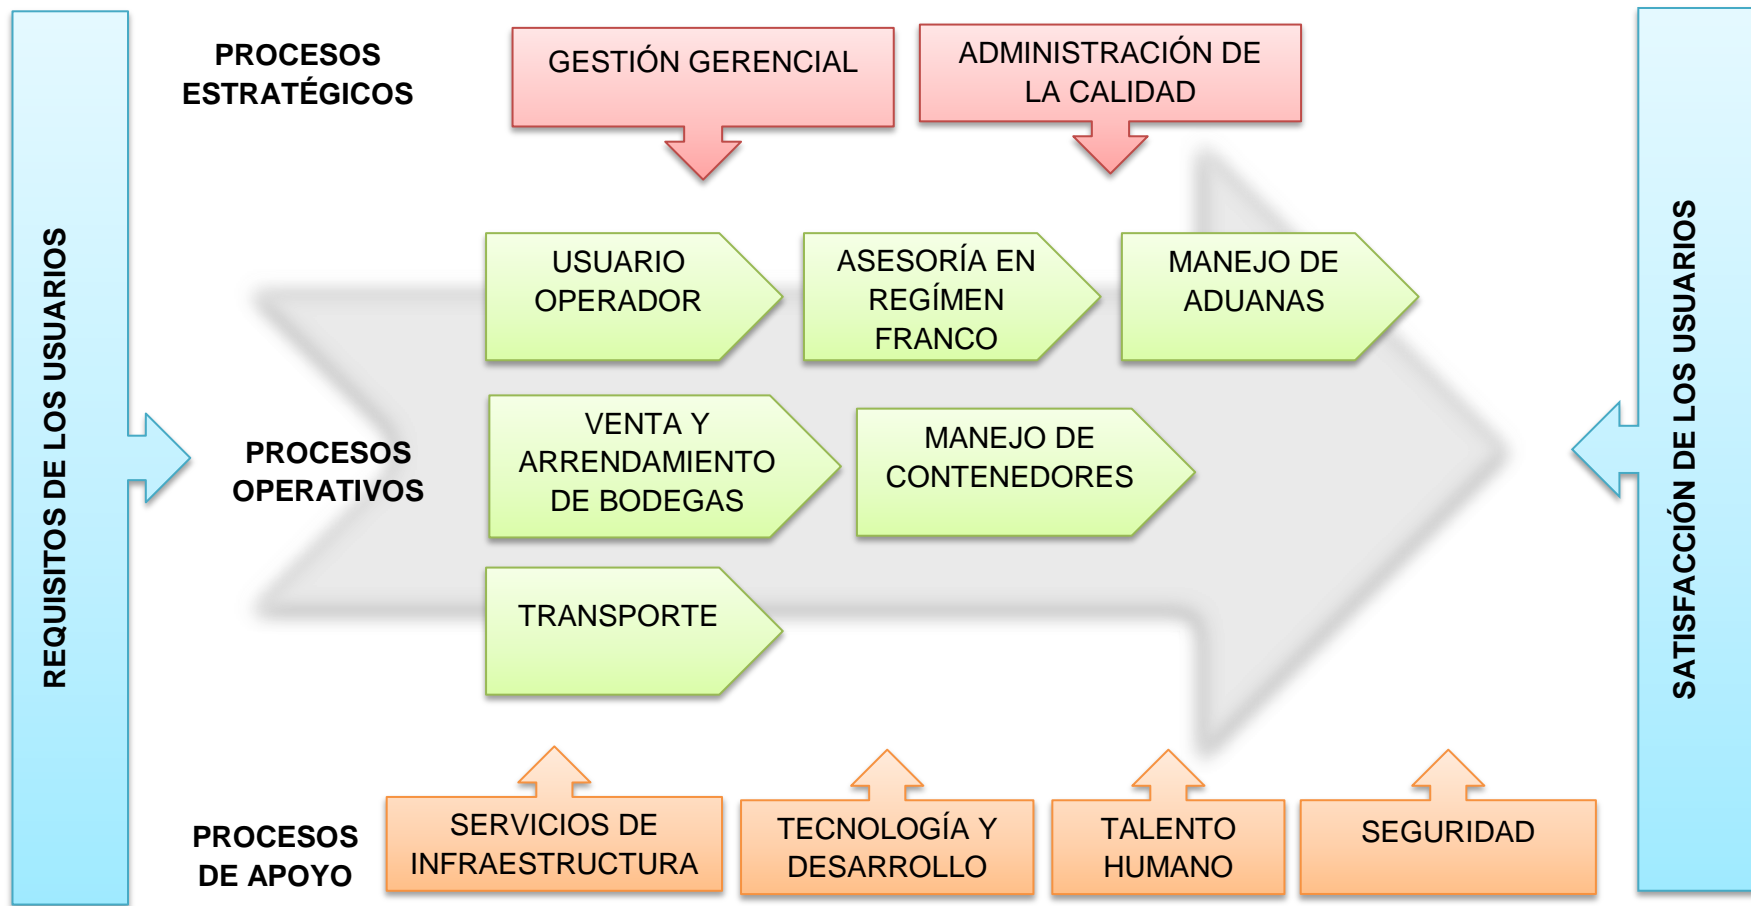 PROCESOS
ESTRATÉGICOS
GESTIÓN GERENCIAL
ADMINISTRACIÓN DE
LA CALIDAD
REQUISITOS DE LOS USUARIOS
USUARIO
OPERADOR
ASESORÍA EN
REGÍMEN
FRANCO
MANEJO DE
ADUANAS
PROCESOS
OPERATIVOS
VENTA Y
ARRENDAMIENTO
DE BODEGAS
MANEJO DE
CONTENEDORES
TRANSPORTE
SATISFACCIÓN DE LOS USUARIOS
PROCESOS
DE APOYO
SERVICIOS DE
INFRAESTRUCTURA
TECNOLOGÍA Y
DESARROLLO
TALENTO
HUMANO
SEGURIDAD